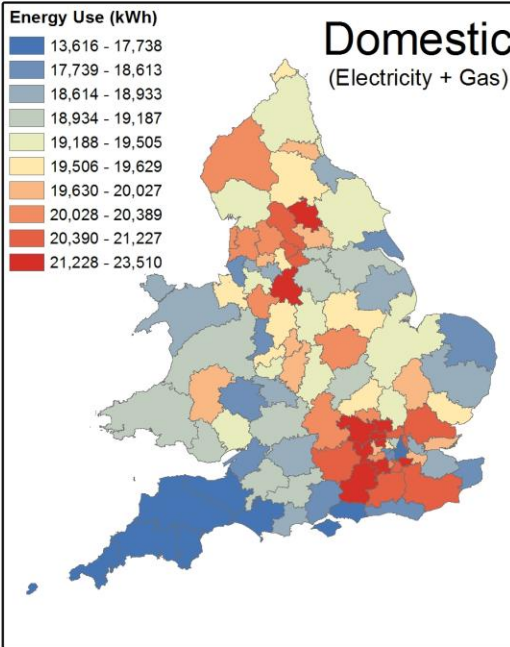 Energy Use (kWh)
13,616 - 17,738
17,739 - 18,613
18,614 - 18,933
18,934 - 19,187
19,188 - 19,505
19,506 - 19,629
19,630 - 20,027
20,028 - 20,389
20,390 - 21,227
21,228 - 23,510
Domestic
(Electricity + Gas)